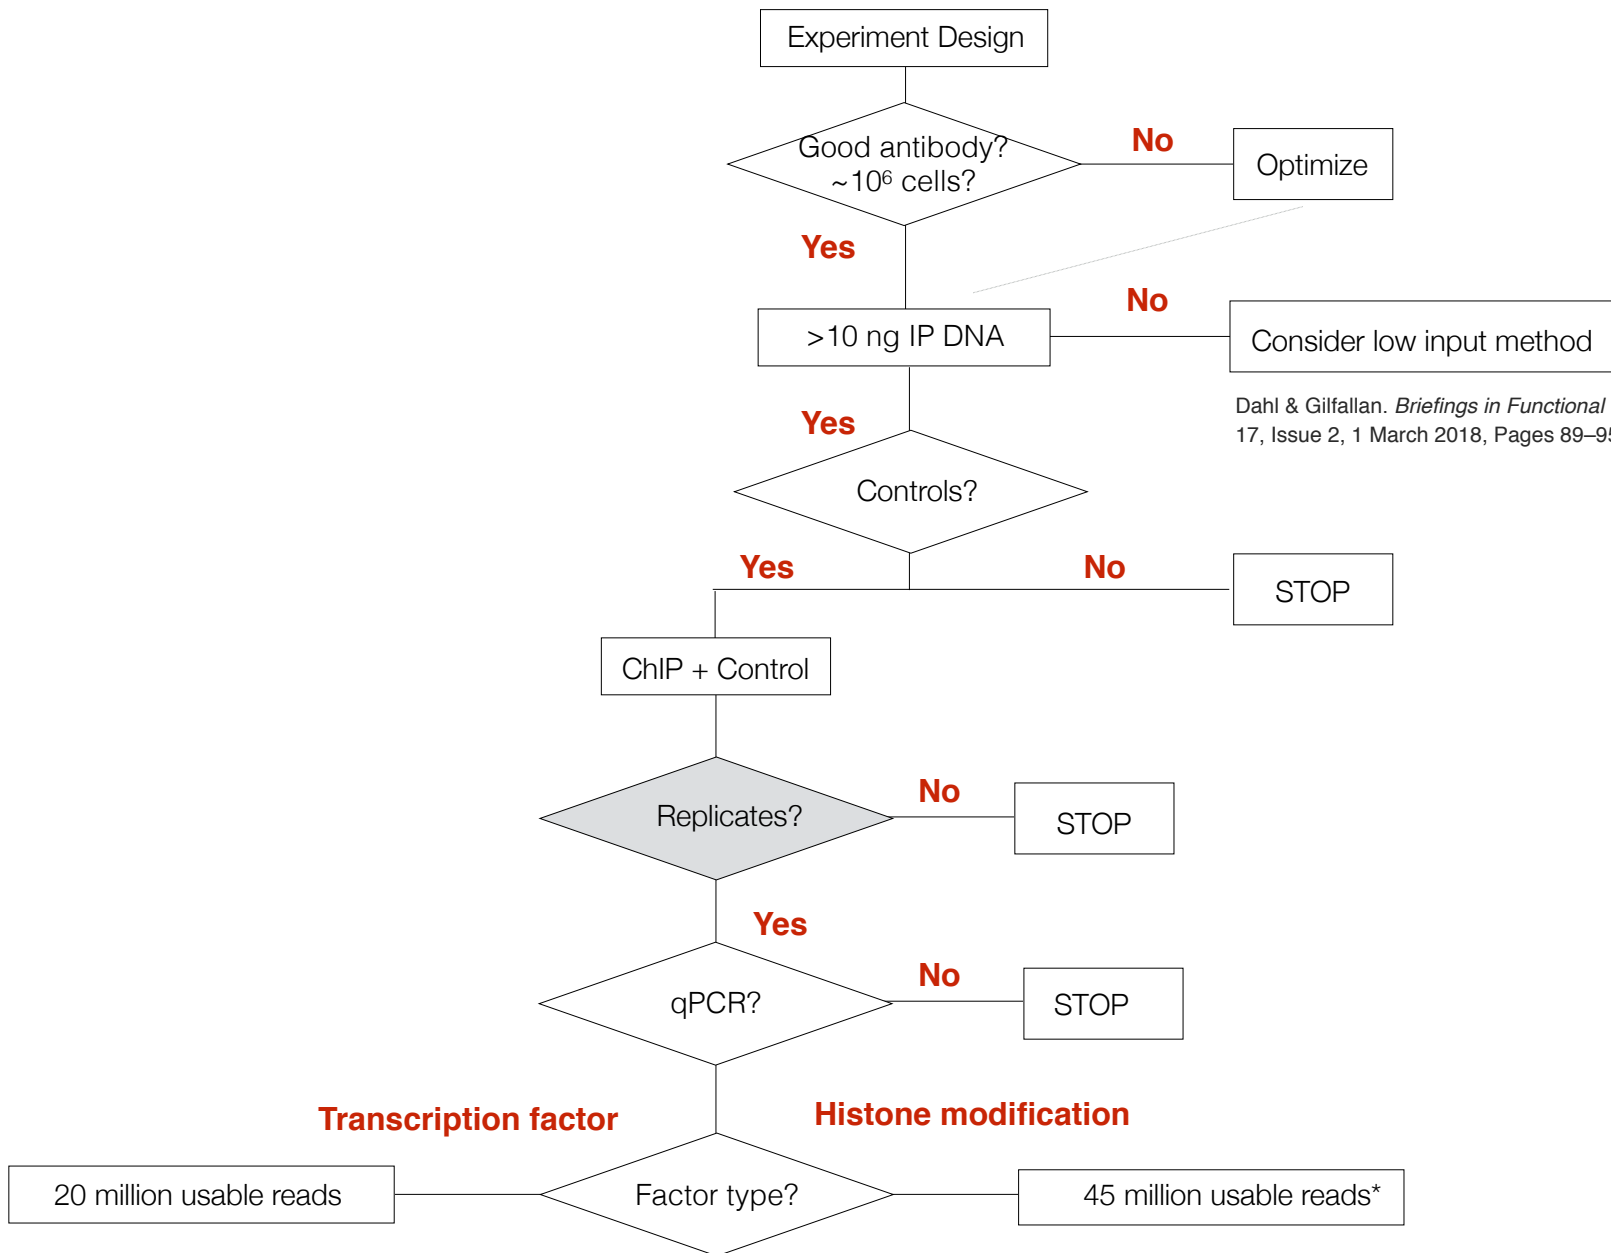 Experiment Design
Good antibody?
~10⁶ cells?
No
Optimize
Yes
>10 ng IP DNA
No
Consider low input method
Dahl & Gilfallan. Briefings in Functional
17, Issue 2, 1 March 2018, Pages 89–95
Yes
Controls?
Yes
No
STOP
ChIP + Control
Replicates?
No
STOP
Yes
qPCR?
No
STOP
Transcription factor
Histone modification
20 million usable reads
Factor type?
45 million usable reads*